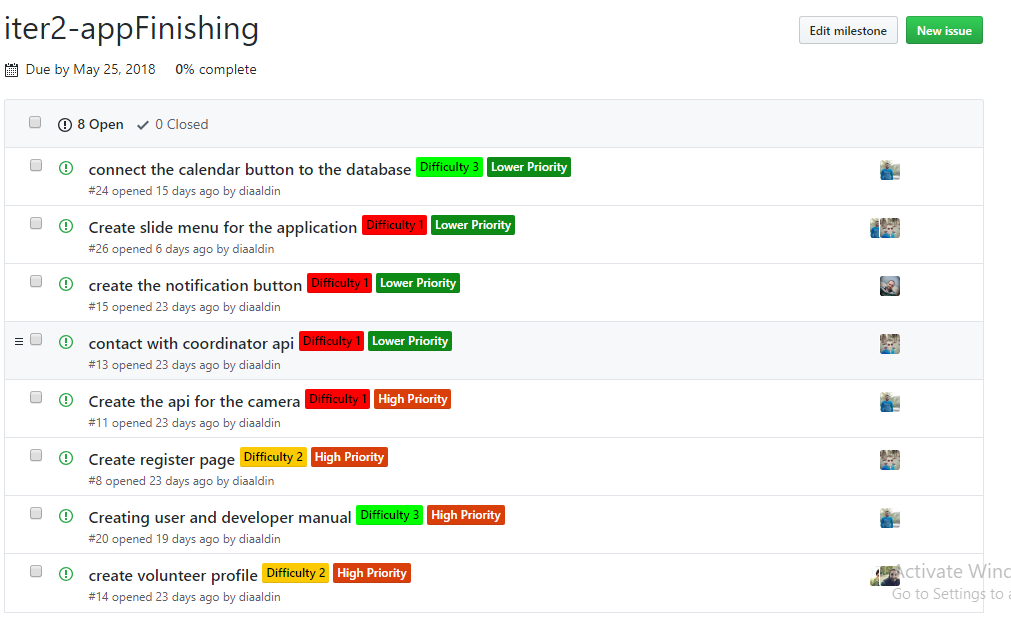 iter2-appFinishing
Edit milestone
New issue
Due by May 25, 2018 0% complete
8 Open 0 Closed
connect the calendar button to the database Difficulty 3 Lower Priority
#24 opened 15 days ago by diaaldin
Create slide menu for the application Difficulty 1 Lower Priority
#26 opened 6 days ago by diaaldin
create the notification button Difficulty 1 Lower Priority
#15 opened 23 days ago by diaaldin
contact with coordinator api Difficulty 1 Lower Priority
#13 opened 23 days ago by diaaldin
Create the api for the camera Difficulty 1 High Priority
#11 opened 23 days ago by diaaldin
Create register page Difficulty 2 High Priority
#8 opened 23 days ago by diaaldin
Creating user and developer manual Difficulty 3 High Priority
#20 opened 19 days ago by diaaldin
create volunteer profile Difficulty 2 High Priority
#14 opened 23 days ago by diaaldin
Activate Winc
Go to Settings to a